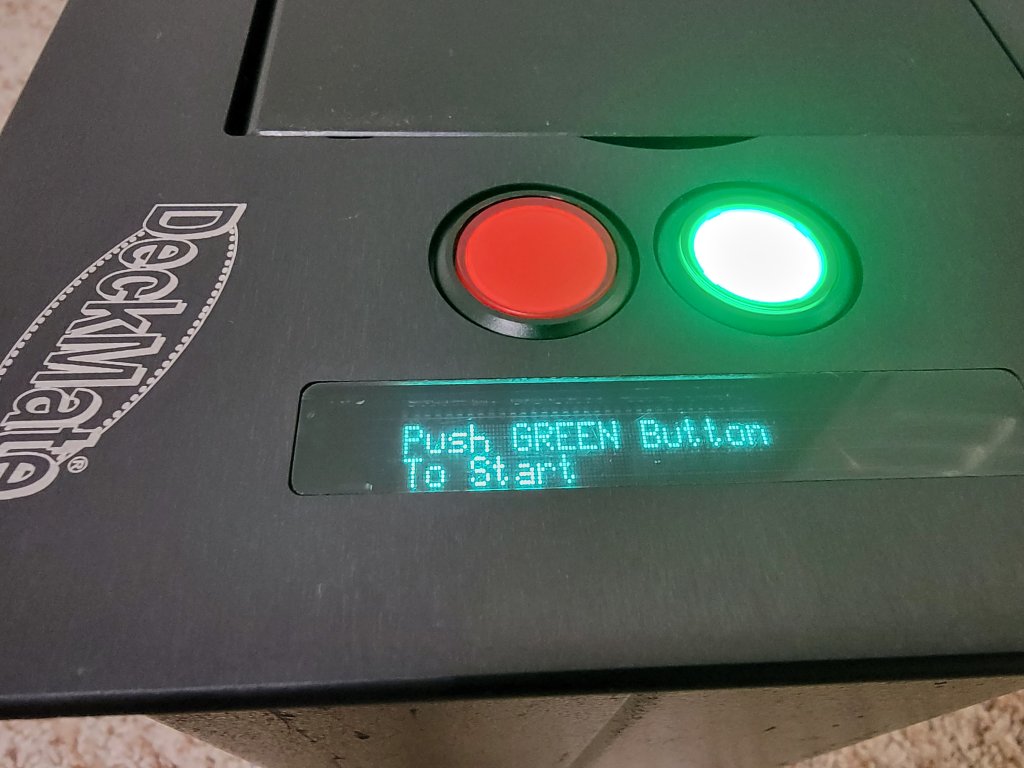 DeckMate®
Push GREEN Button
To Start